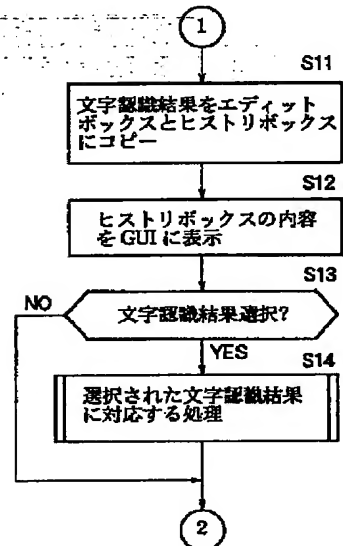 1
S11
文字認識結果をエディット
ボックスとヒストリボックス
にコピー
S12
ヒストリボックスの内容
をGUIに表示
S13
NO
文字認識結果選択?
YES
S14
選択された文字認識結果
に対応する処理
2